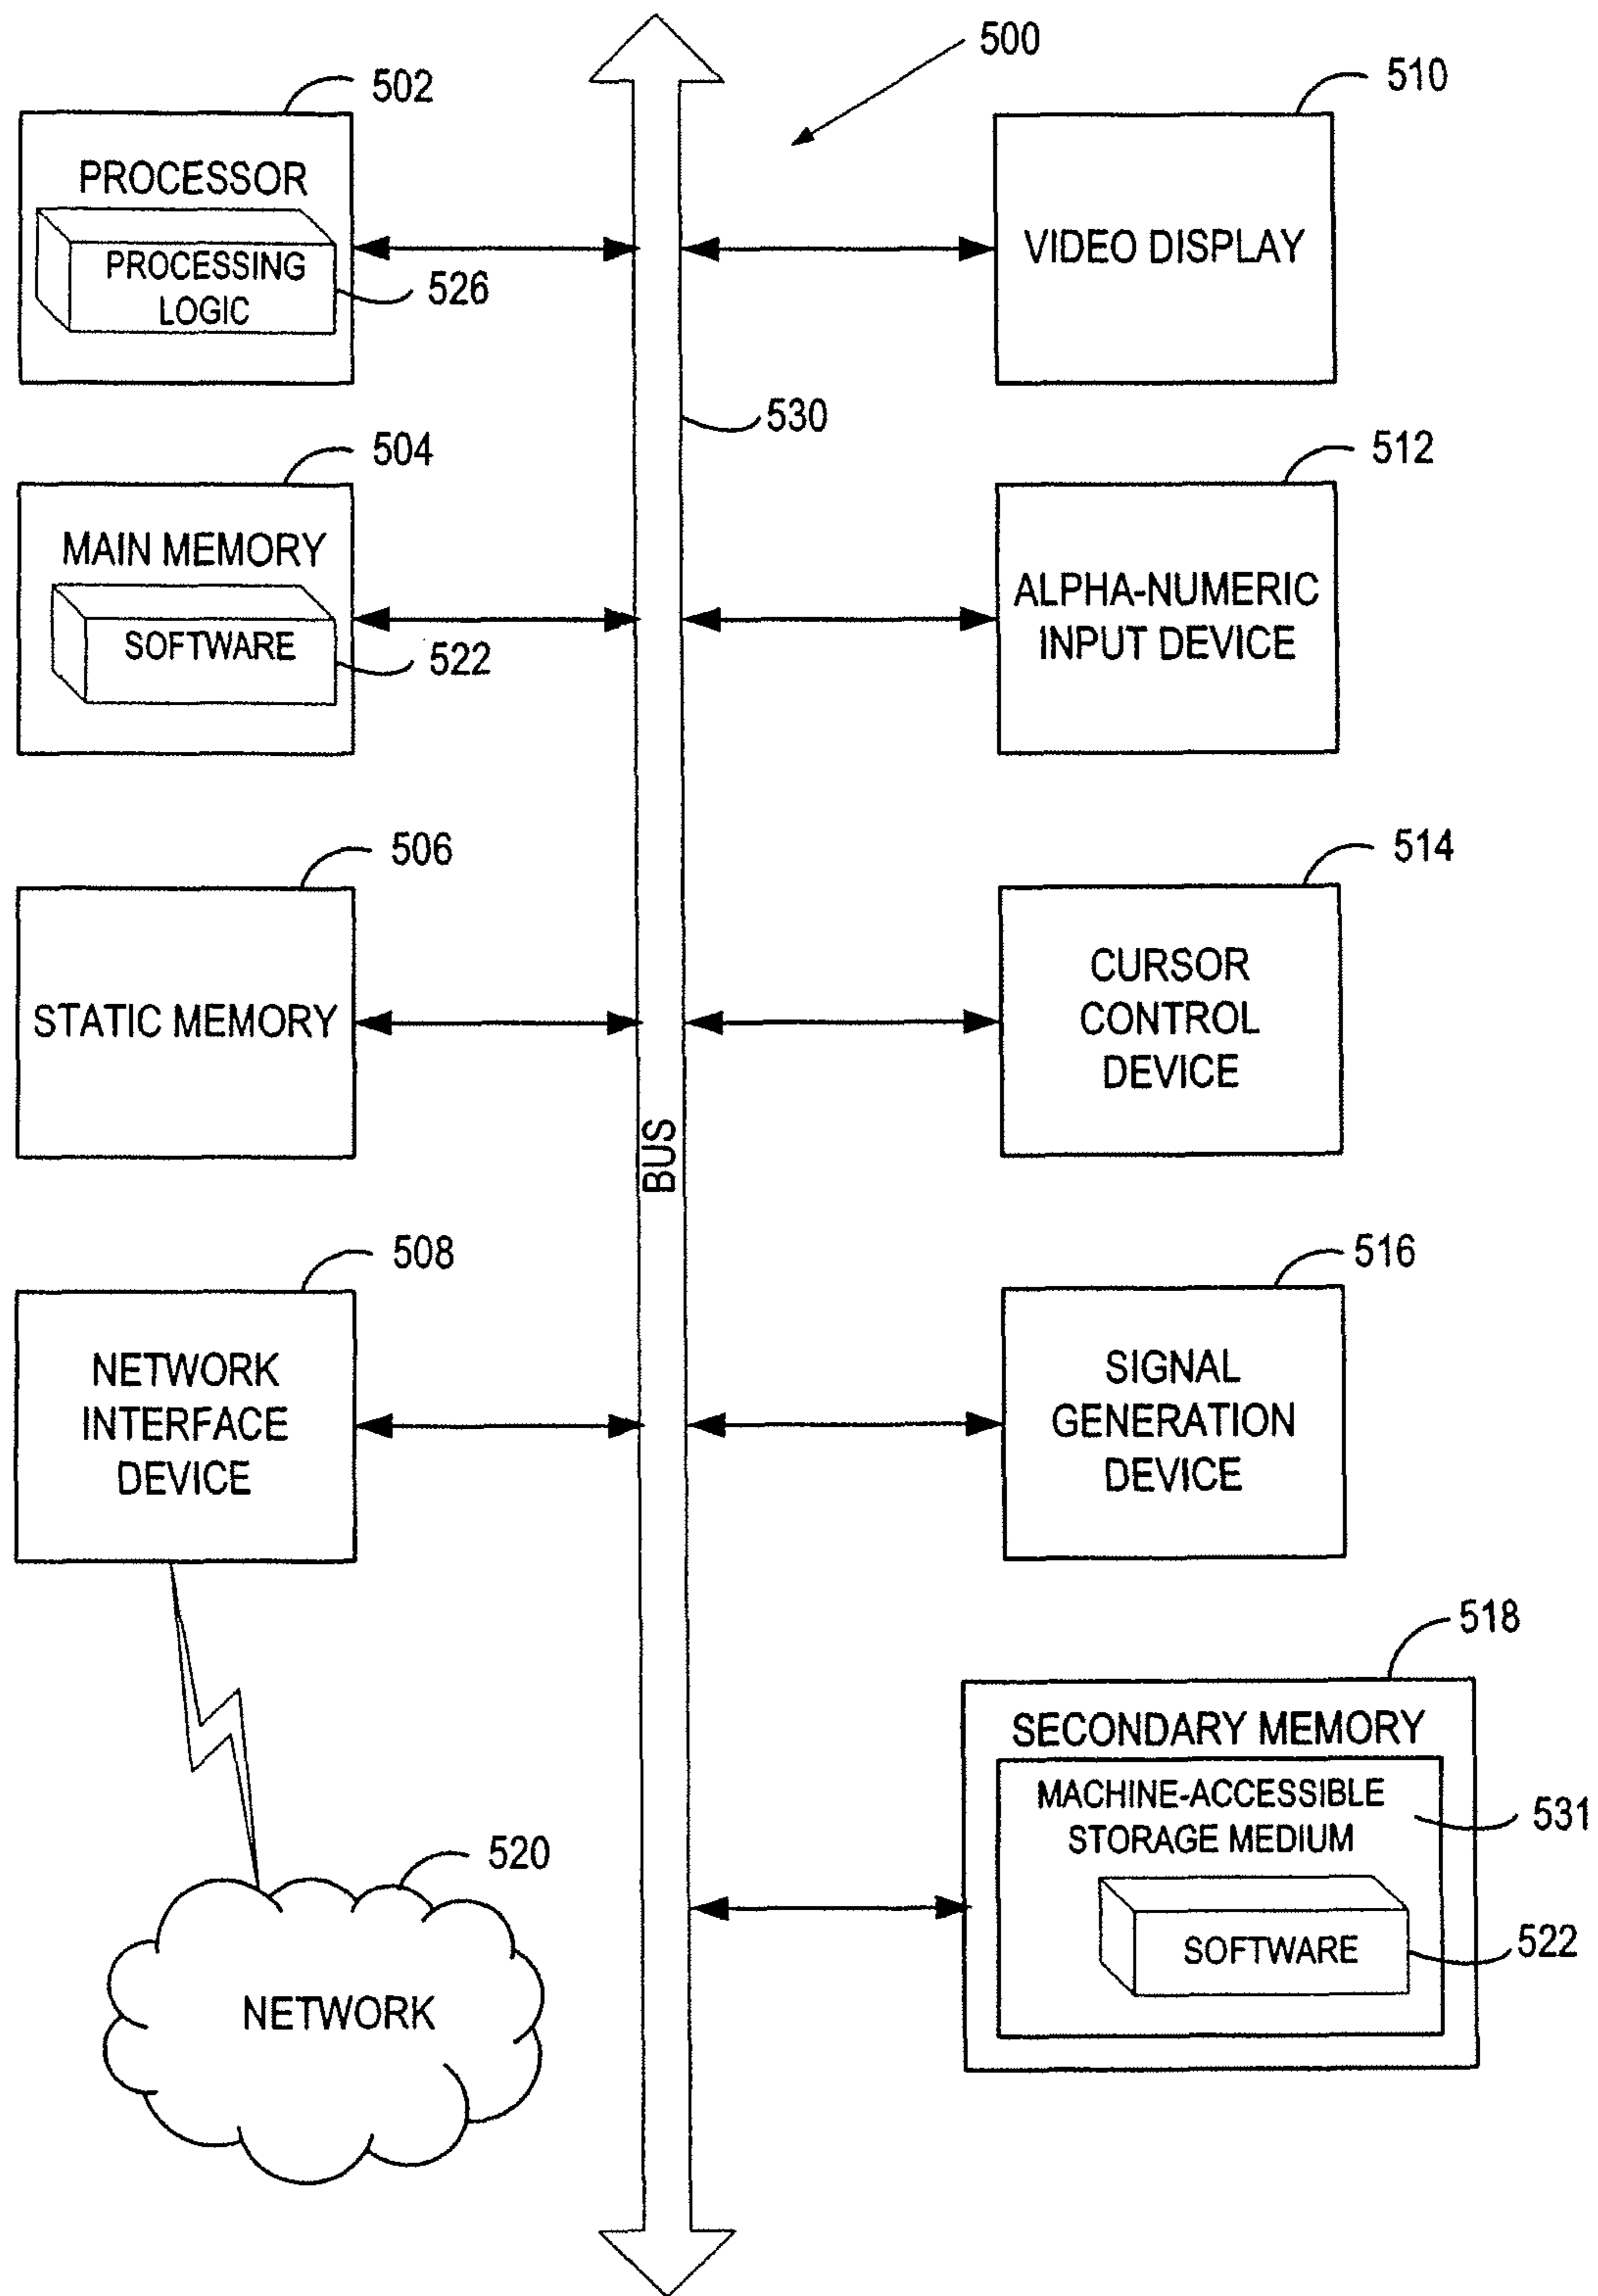 500
502
PROCESSOR
PROCESSING
LOGIC
526
510
VIDEO DISPLAY
530
504
MAIN MEMORY
SOFTWARE
522
512
ALPHA-NUMERIC
INPUT DEVICE
506
STATIC MEMORY
514
CURSOR
CONTROL
DEVICE
BUS
508
NETWORK
INTERFACE
DEVICE
516
SIGNAL
GENERATION
DEVICE
518
SECONDARY MEMORY
MACHINE-ACCESSIBLE
STORAGE MEDIUM
531
SOFTWARE
522
520
NETWORK